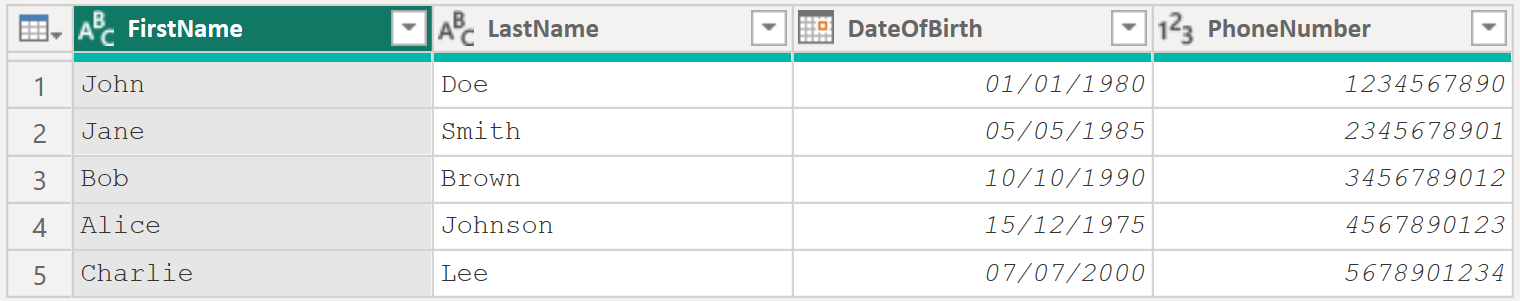 ABC FirstName ABC LastName DateOfBirth 123 PhoneNumber
1 John Doe 01/01/1980 1234567890
2 Jane Smith 05/05/1985 2345678901
3 Bob Brown 10/10/1990 3456789012
4 Alice Johnson 15/12/1975 4567890123
5 Charlie Lee 07/07/2000 5678901234